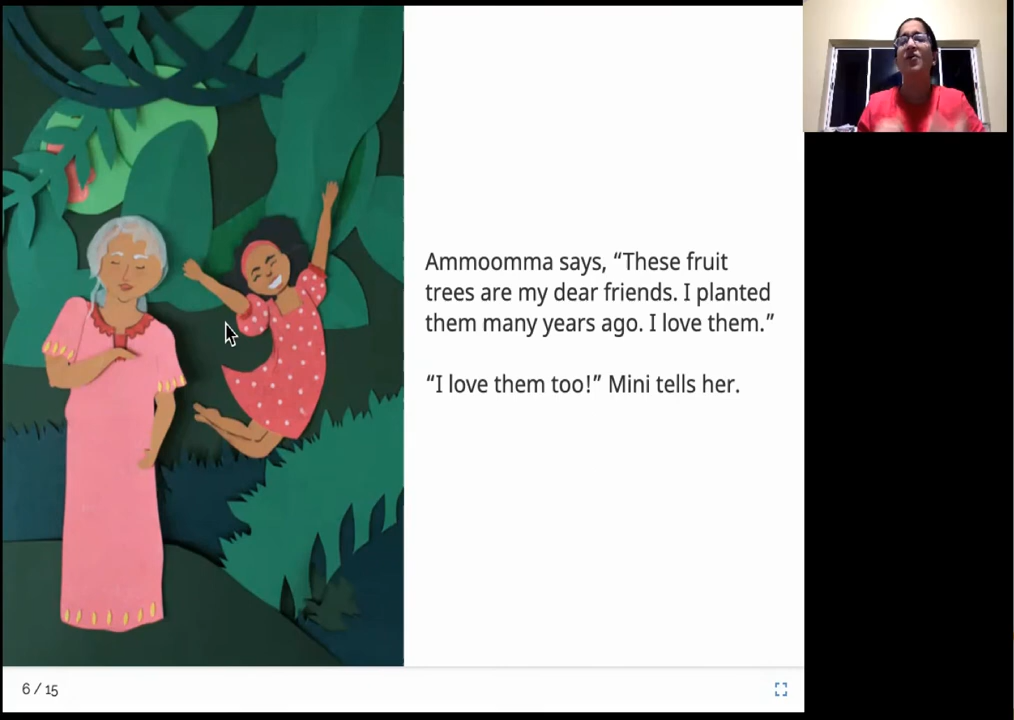 Ammoomma says, “These fruit
trees are my dear friends. I planted
them many years ago. I love them.”
“I love them too!” Mini tells her.
6 / 15